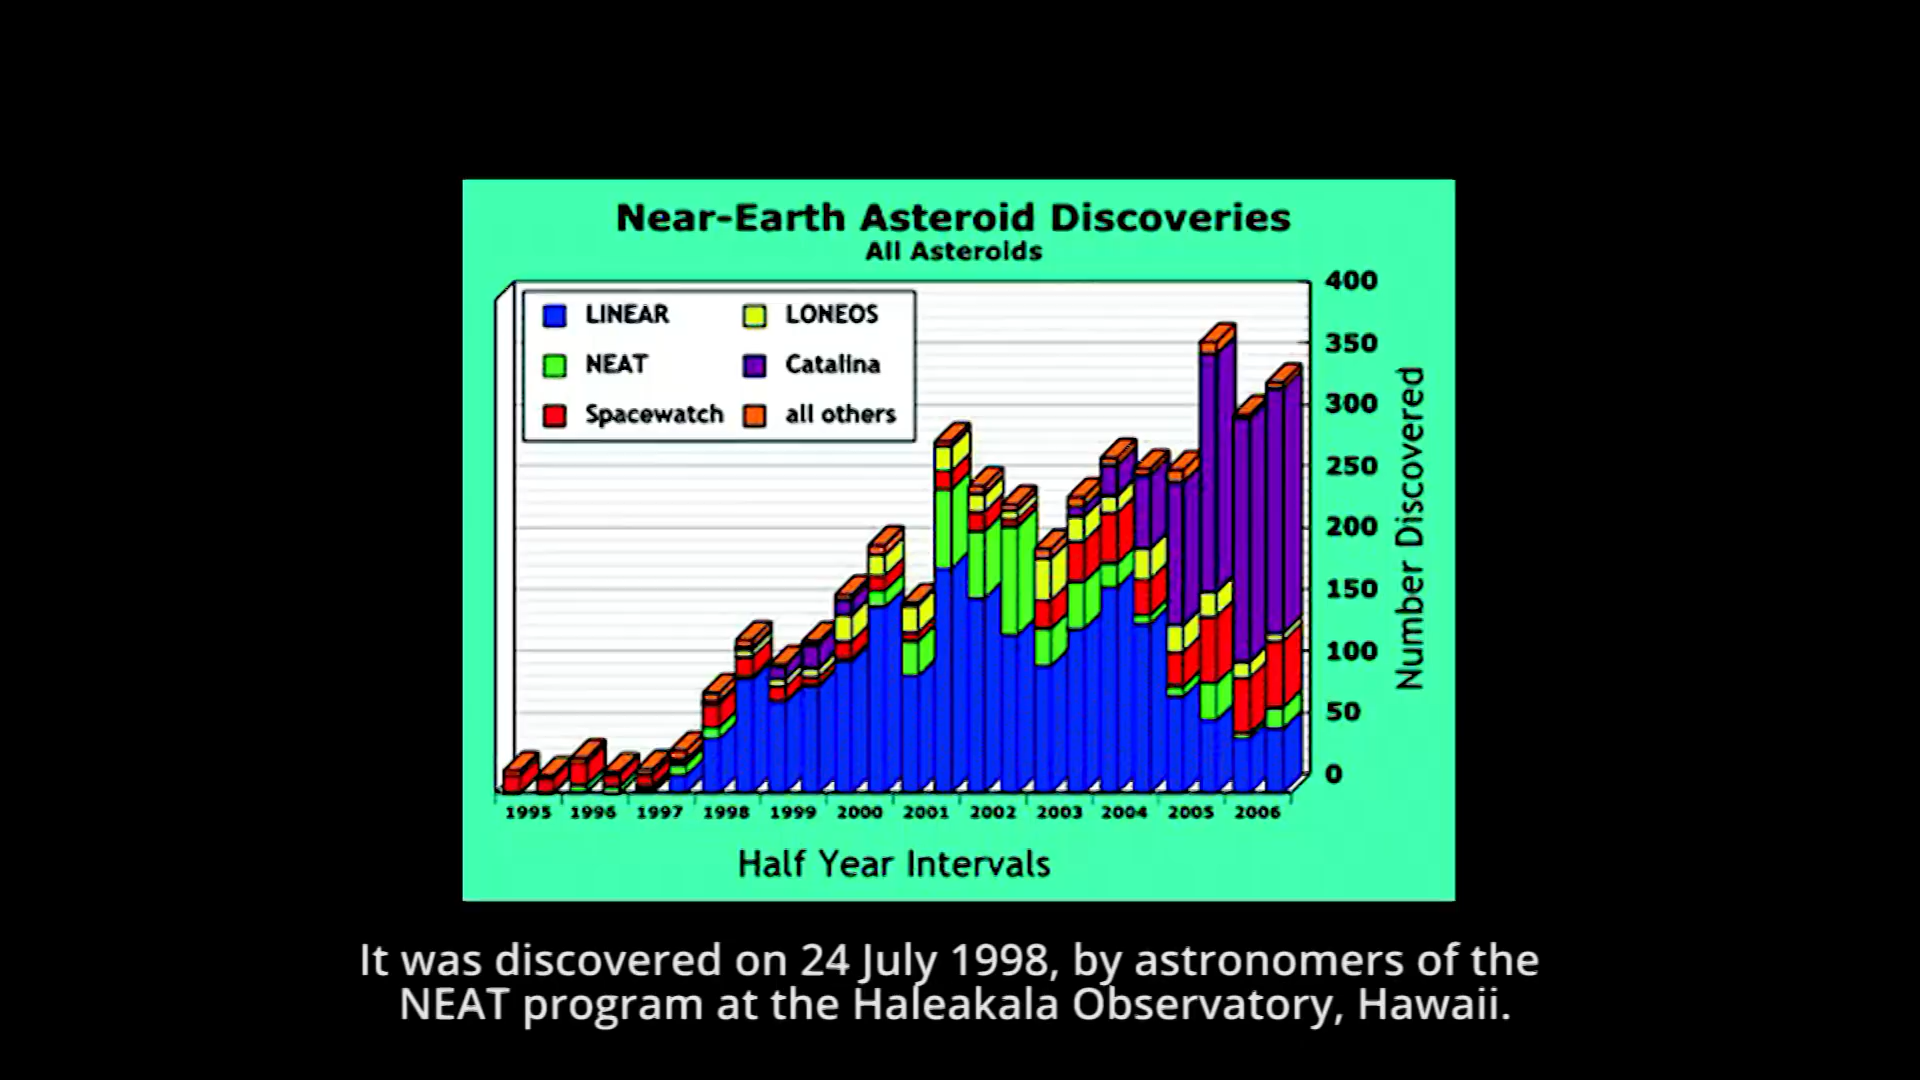 Near-Earth Asteroid Discoveries
All Asteroids
LINEAR
LONEOS
NEAT
Catalina
Spacewatch
all others
400
350
300
250
200
150
100
50
0
Number Discovered
1995 1996 1997 1998 1999 2000 2001 2002 2003 2004 2005 2006
Half Year Intervals
It was discovered on 24 July 1998, by astronomers of the
NEAT program at the Haleakala Observatory, Hawaii.